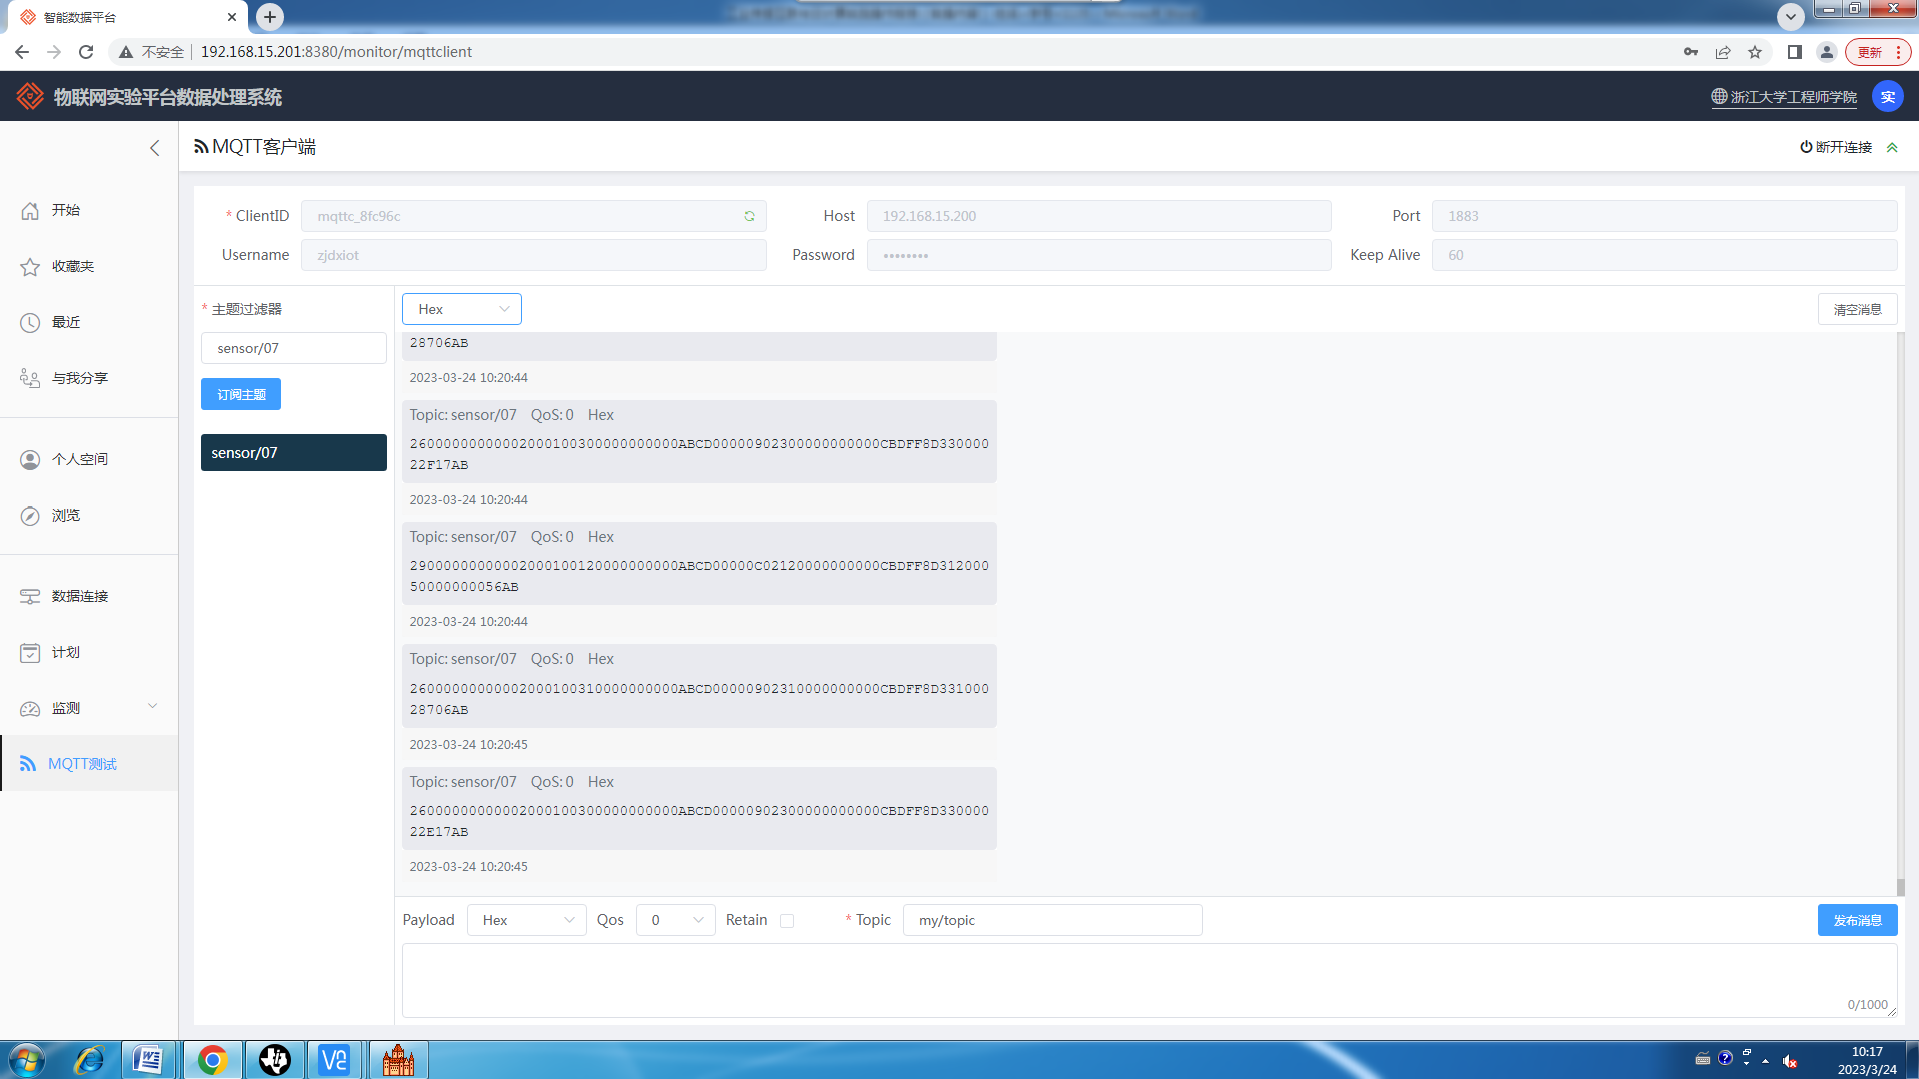 智能数据平台
不安全
192.168.15.201:8380/monitor/mqttclient
更新
物联网实验平台数据处理系统
浙江大学工程师学院
实
MQTT客户端
断开连接
开始
收藏夹
最近
与我分享
个人空间
浏览
数据连接
计划
监测
MQTT测试
* ClientID
mqttc_8fc96c
Host
192.168.15.200
Port
1883
Username
zjdxiot
Password
••••••••
Keep Alive
60
* 主题过滤器
sensor/07
订阅主题
sensor/07
Hex
清空消息
28706AB
2023-03-24 10:20:44
Topic: sensor/07 QoS: 0 Hex
2600000000000200010030000000000​0ABCD00000902300000000000CBDFF8D330000
22F17AB
2023-03-24 10:20:44
Topic: sensor/07 QoS: 0 Hex
29000000000002000100120000000000ABCD00000C02120000000000CBDFF8D312000
50000000056AB
2023-03-24 10:20:44
Topic: sensor/07 QoS: 0 Hex
26000000000002000100310000000000ABCD00000902310000000000CBDFF8D331000
28706AB
2023-03-24 10:20:45
Topic: sensor/07 QoS: 0 Hex
26000000000002000100300000000000ABCD00000902300000000000CBDFF8D330000
22E17AB
2023-03-24 10:20:45
Payload
Hex
Qos
0
Retain
* Topic
my/topic
发布消息
0/1000
10:17
2023/3/24